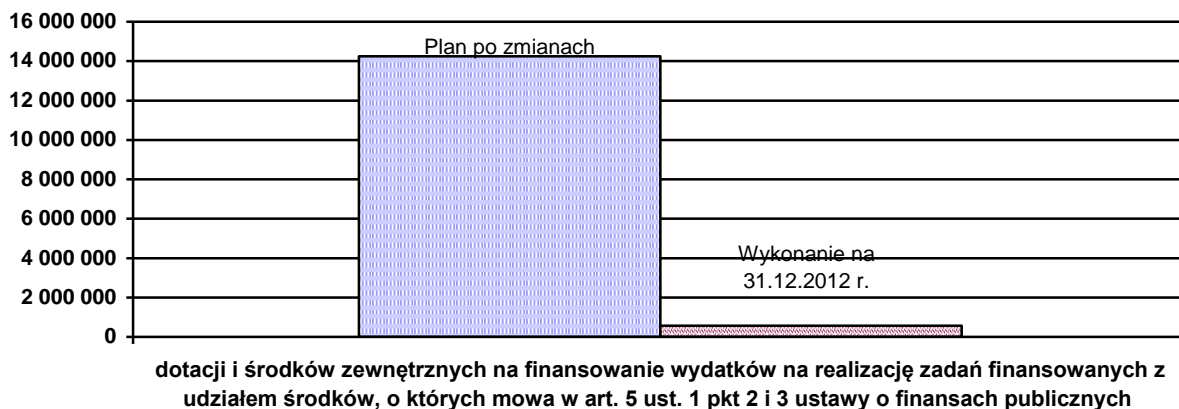 16 000 000
14 000 000
12 000 000
10 000 000
8 000 000
6 000 000
4 000 000
2 000 000
0
Plan po zmianach
Wykonanie na
31.12.2012 r.
dotacji i środków zewnętrznych na finansowanie wydatków na realizację zadań finansowanych z
udziałem środków, o których mowa w art. 5 ust. 1 pkt 2 i 3 ustawy o finansach publicznych